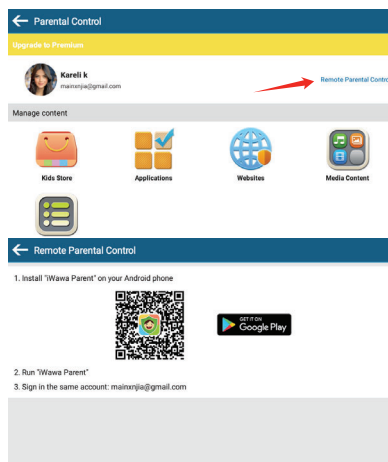 Parental Control
Upgrade to Premium
Kareli k
mainxnjia@gmail.com
Remote Parental Contro
Manage content
Kids Store
Applications
Websites
Media Content
Remote Parental Control
1. Install "iWawa Parent" on your Android phone
GET IT ON
Google Play
2. Run "iWawa Parent"
3. Sign in the same account: mainxnjia@gmail.com